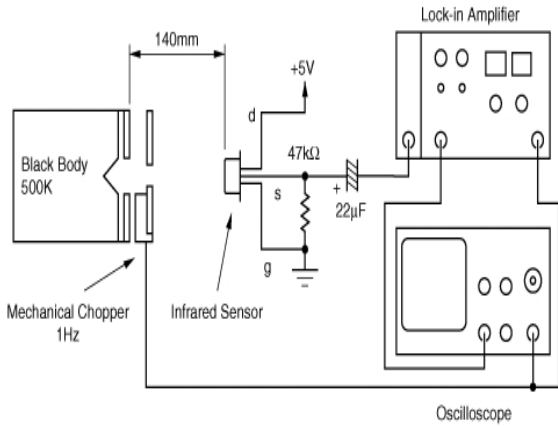 Lock-in Amplifier
140mm
+5V
d
47kΩ
Black Body
500K
s
+
22μF
g
Mechanical Chopper
1Hz
Infrared Sensor
Oscilloscope